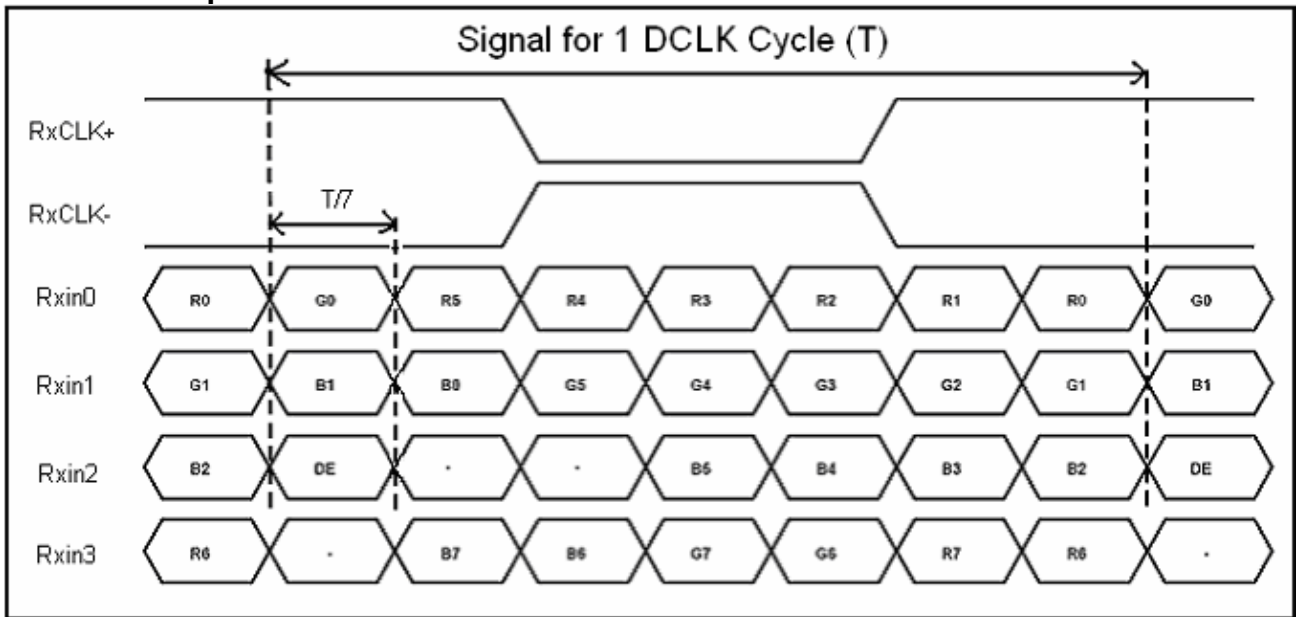 Signal for 1 DCLK Cycle (T)
RxCLK+
RxCLK-
T/7
Rxin0 R0 G0 R5 R4 R3 R2 R1 R0 G0
Rxin1 G1 B1 B0 G5 G4 G3 G2 G1 B1
Rxin2 B2 DE - - B5 B4 B3 B2 DE
Rxin3 R6 - B7 B6 G7 G6 R7 R6 -